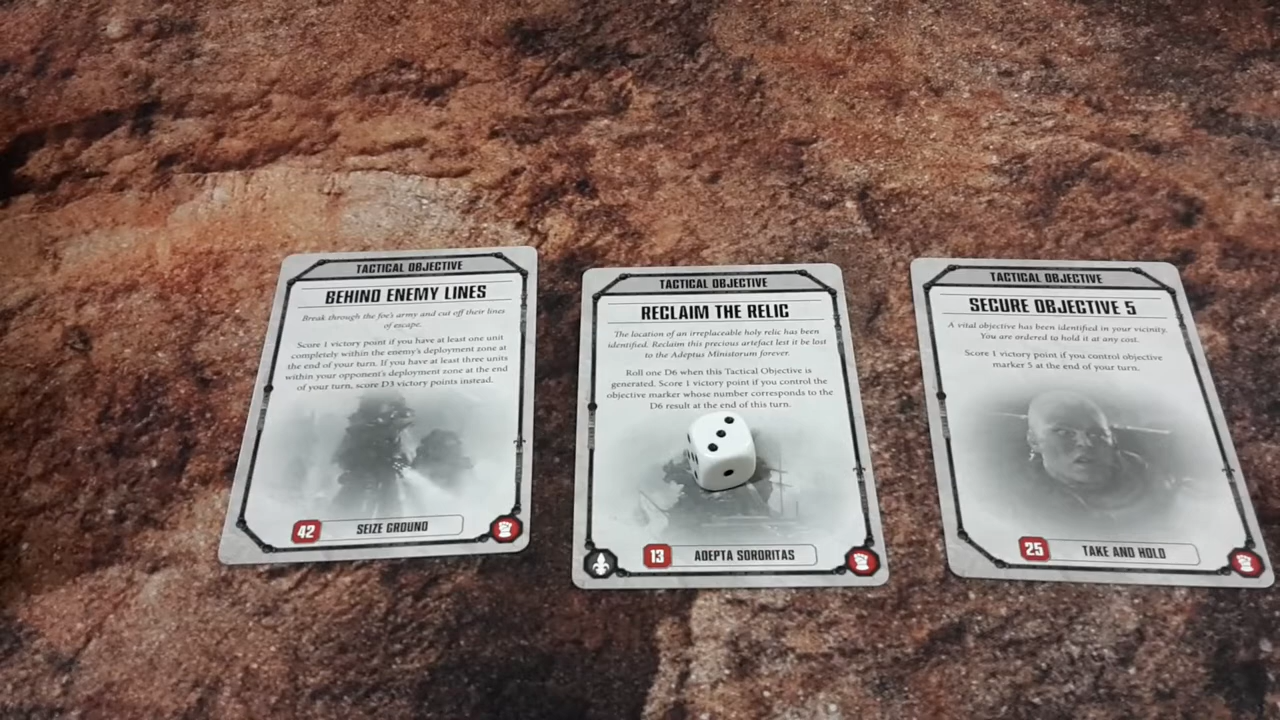 TACTICAL OBJECTIVE
BEHIND ENEMY LINES
Break through the foe's army and cut off their lines
of escape.
Score 1 victory point if you have at least one unit
completely within the enemy's deployment zone at
the end of your turn. If you have at least three units
within your opponent's deployment zone at the end
of your turn, score D3 victory points instead.
42
SEIZE GROUND
TACTICAL OBJECTIVE
RECLAIM THE RELIC
The location of an irreplaceable holy relic has been
identified. Reclaim this precious artefact lest it be lost
to the Adeptus Ministorum forever.
Roll one D6 when this Tactical Objective is
generated. Score 1 victory point if you control the
objective marker whose number corresponds to the
D6 result at the end of this turn.
13
ADEPTA SORORITAS
TACTICAL OBJECTIVE
SECURE OBJECTIVE 5
A vital objective has been identified in your vicinity.
You are ordered to hold it at any cost.
Score 1 victory point if you control objective
marker 5 at the end of your turn.
25
TAKE AND HOLD